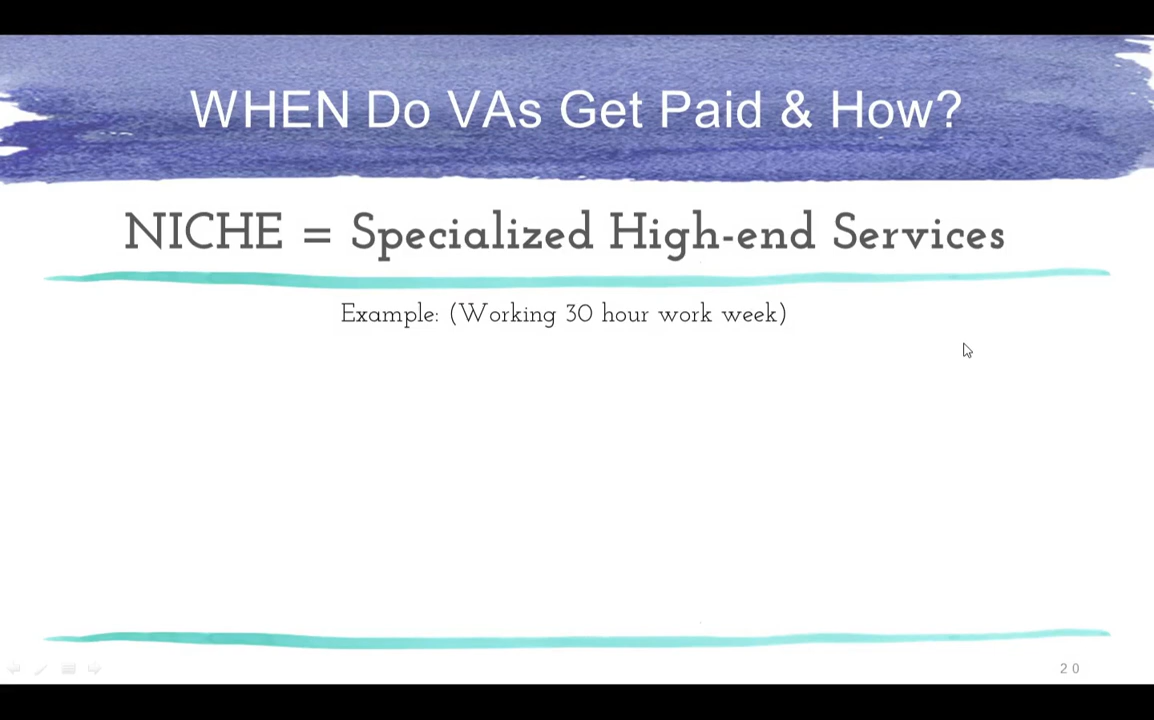 WHEN Do VAs Get Paid & How?
NICHE = Specialized High-end Services
Example: (Working 30 hour work week)
20